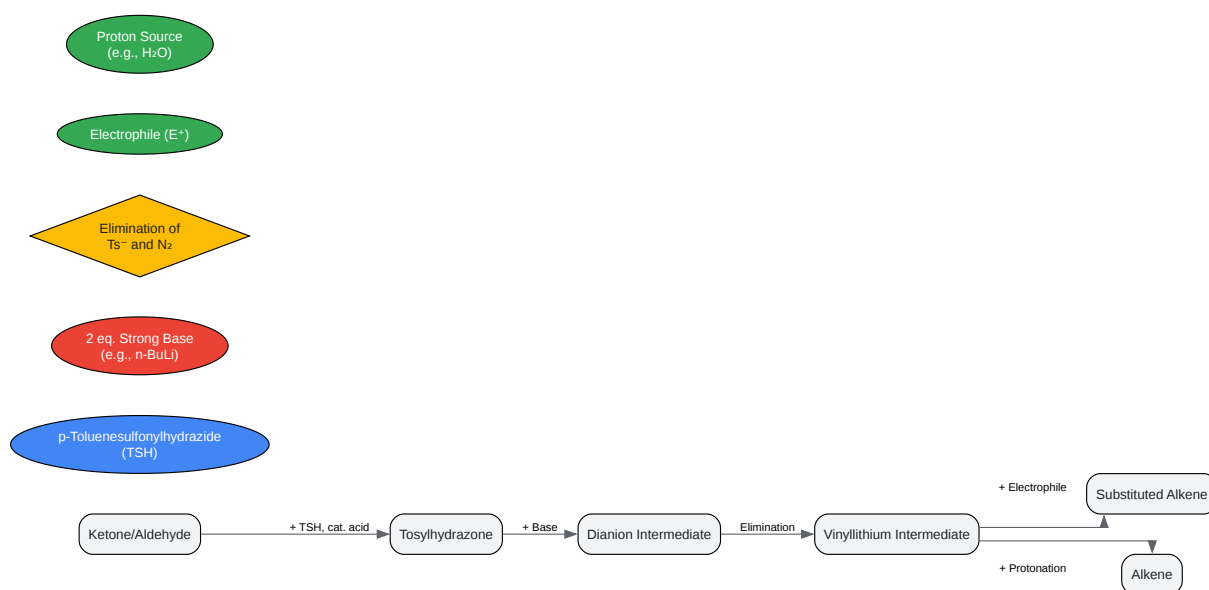 Proton Source
(e.g., H₂O)
Electrophile (E⁺)
Elimination of
Ts⁻ and N₂
2 eq. Strong Base
(e.g., n-BuLi)
p-Toluenesulfonylhydrazide
(TSH)
Ketone/Aldehyde
+ TSH, cat. acid
Tosylhydrazone
+ Base
Dianion Intermediate
Elimination
Vinyllithium Intermediate
+ Electrophile
Substituted Alkene
+ Protonation
Alkene